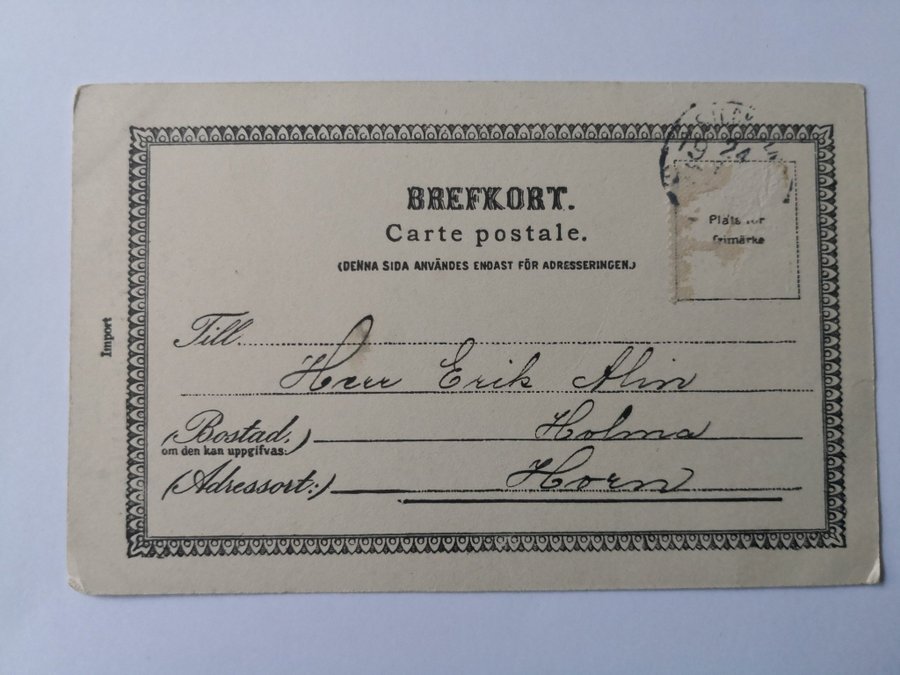 BREFKORT.
Carte postale.
(DENNA SIDA ANVÄNDES ENDAST FÖR ADRESSERINGEN.)
Plats för
frimärke
Till
Herr Erik Alin
(Bostad.)
om den kan uppgifvas:
Holma
(Adressort:)
Horn
Import